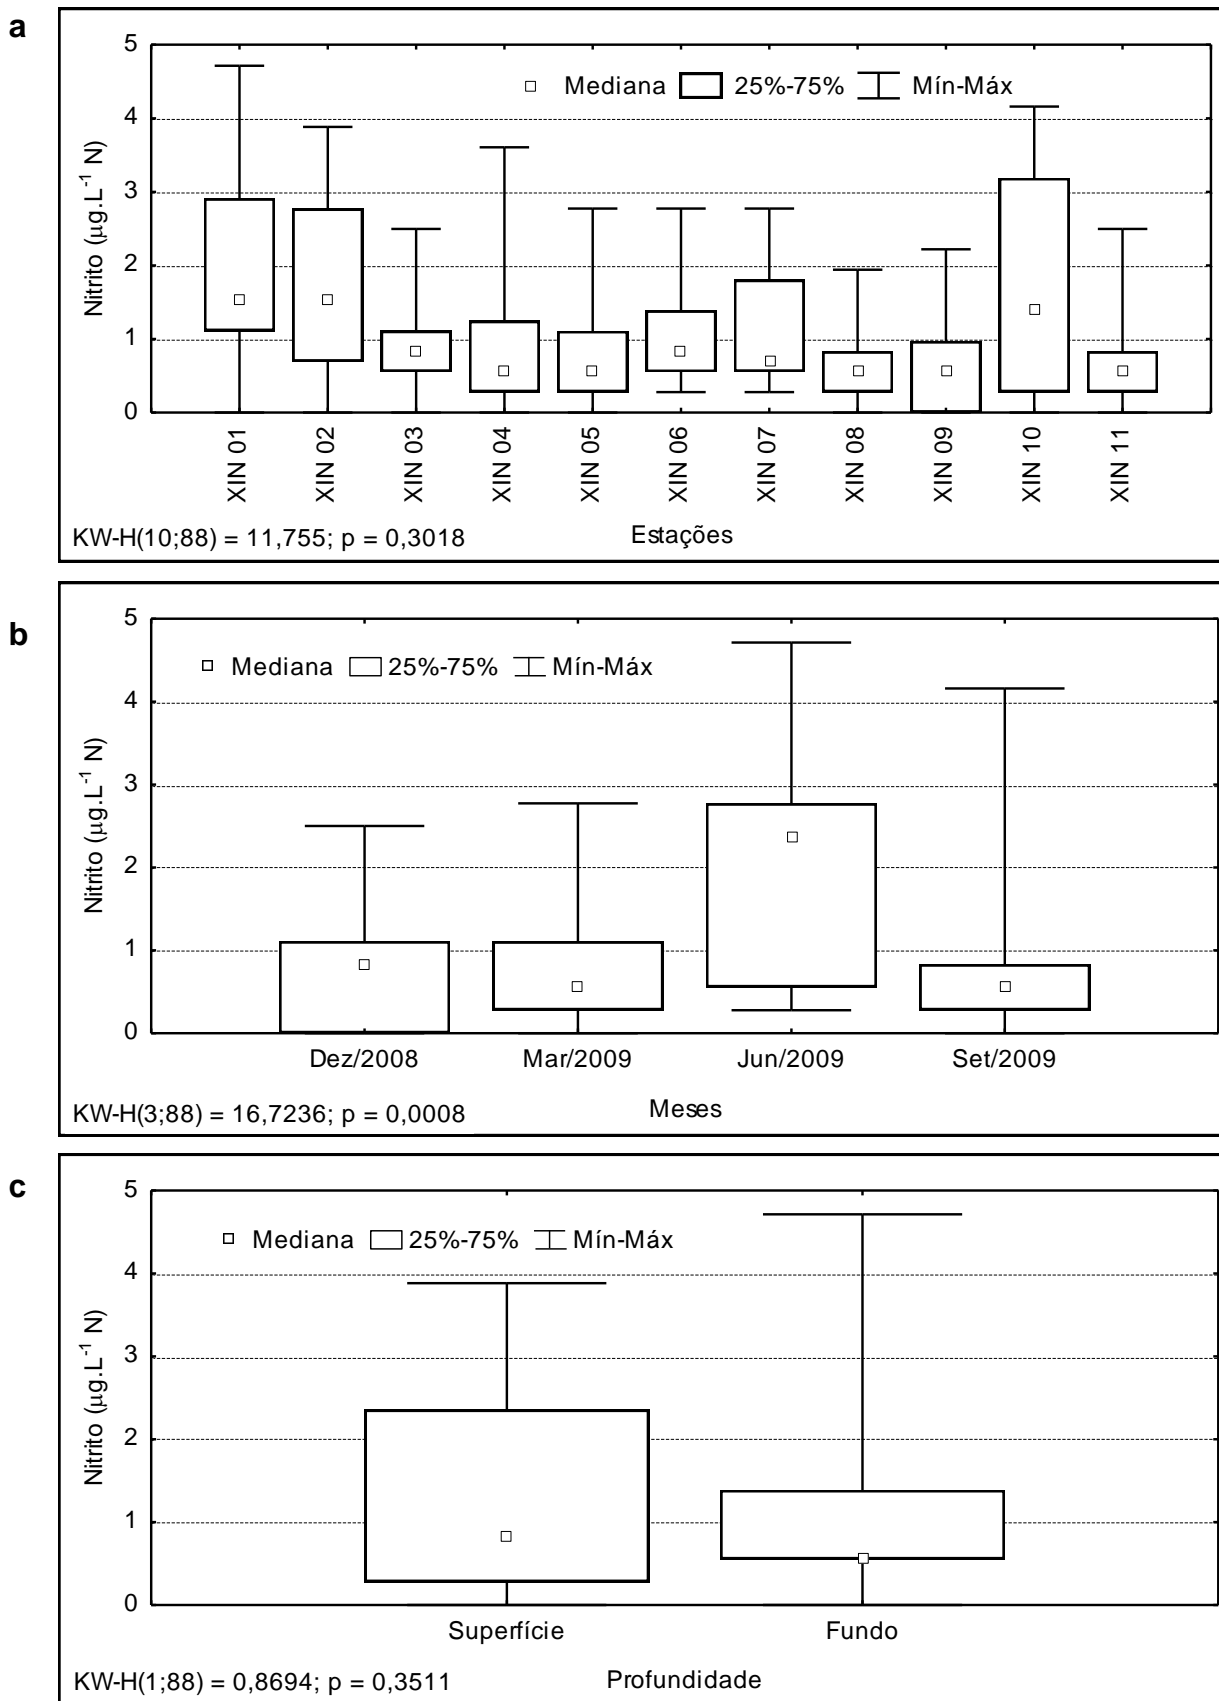 a
5
4
3
2
1
0
Nitrito (µg.L⁻¹ N)
Mediana 25%-75% Mín-Máx
XIN 01
XIN 02
XIN 03
XIN 04
XIN 05
XIN 06
XIN 07
XIN 08
XIN 09
XIN 10
XIN 11
KW-H(10;88) = 11,755; p = 0,3018
Estações
b
5
4
3
2
1
0
Nitrito (µg.L⁻¹ N)
Mediana 25%-75% Mín-Máx
Dez/2008 Mar/2009 Jun/2009 Set/2009
KW-H(3;88) = 16,7236; p = 0,0008
Meses
c
5
4
3
2
1
0
Nitrito (µg.L⁻¹ N)
Mediana 25%-75% Mín-Máx
Superfície Fundo
KW-H(1;88) = 0,8694; p = 0,3511
Profundidade